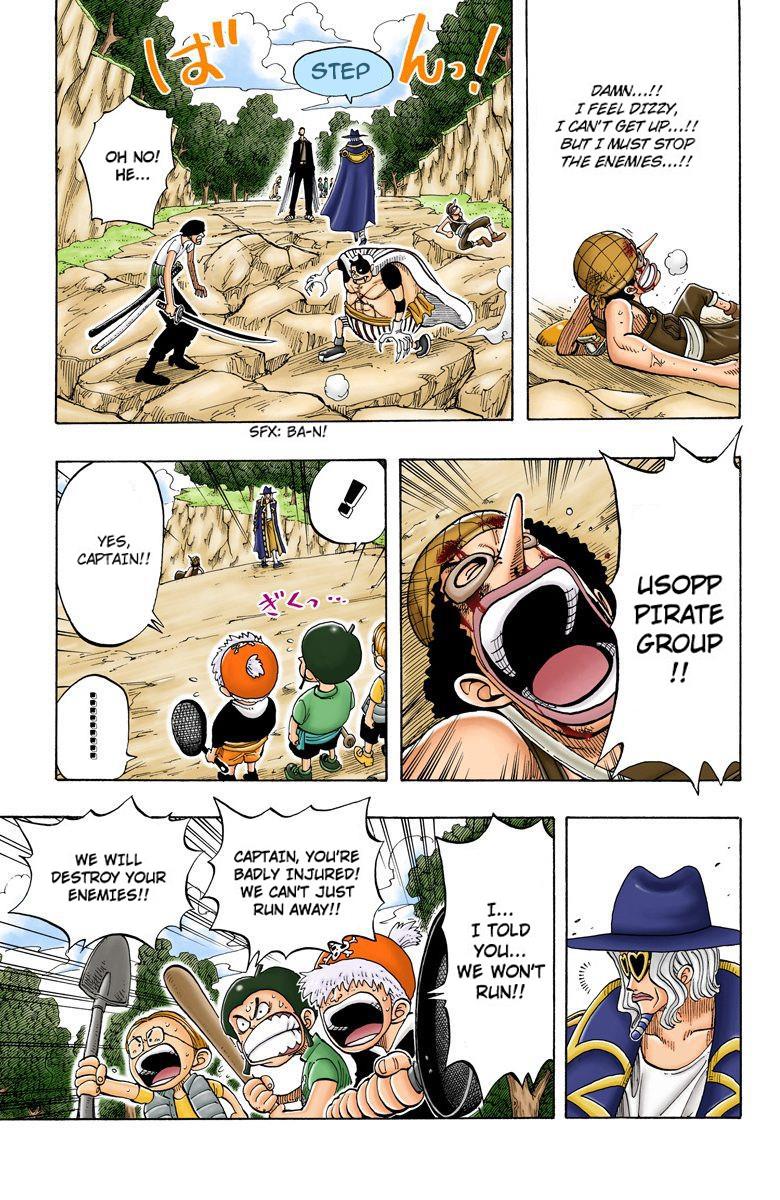 DAMN...!!
I FEEL DIZZY,
I CAN'T GET UP...!!
BUT I MUST STOP
THE ENEMIES...!!
ばんっ!
STEP
OH NO!
HE...
SFX: BA-N!
USOPP
PIRATE
GROUP
!!
!
YES,
CAPTAIN!!
ぎくっ…
..........
I...
I TOLD
YOU...
WE WON'T
RUN!!
CAPTAIN, YOU'RE
BADLY INJURED!
WE CAN'T JUST
RUN AWAY!!
WE WILL
DESTROY YOUR
ENEMIES!!